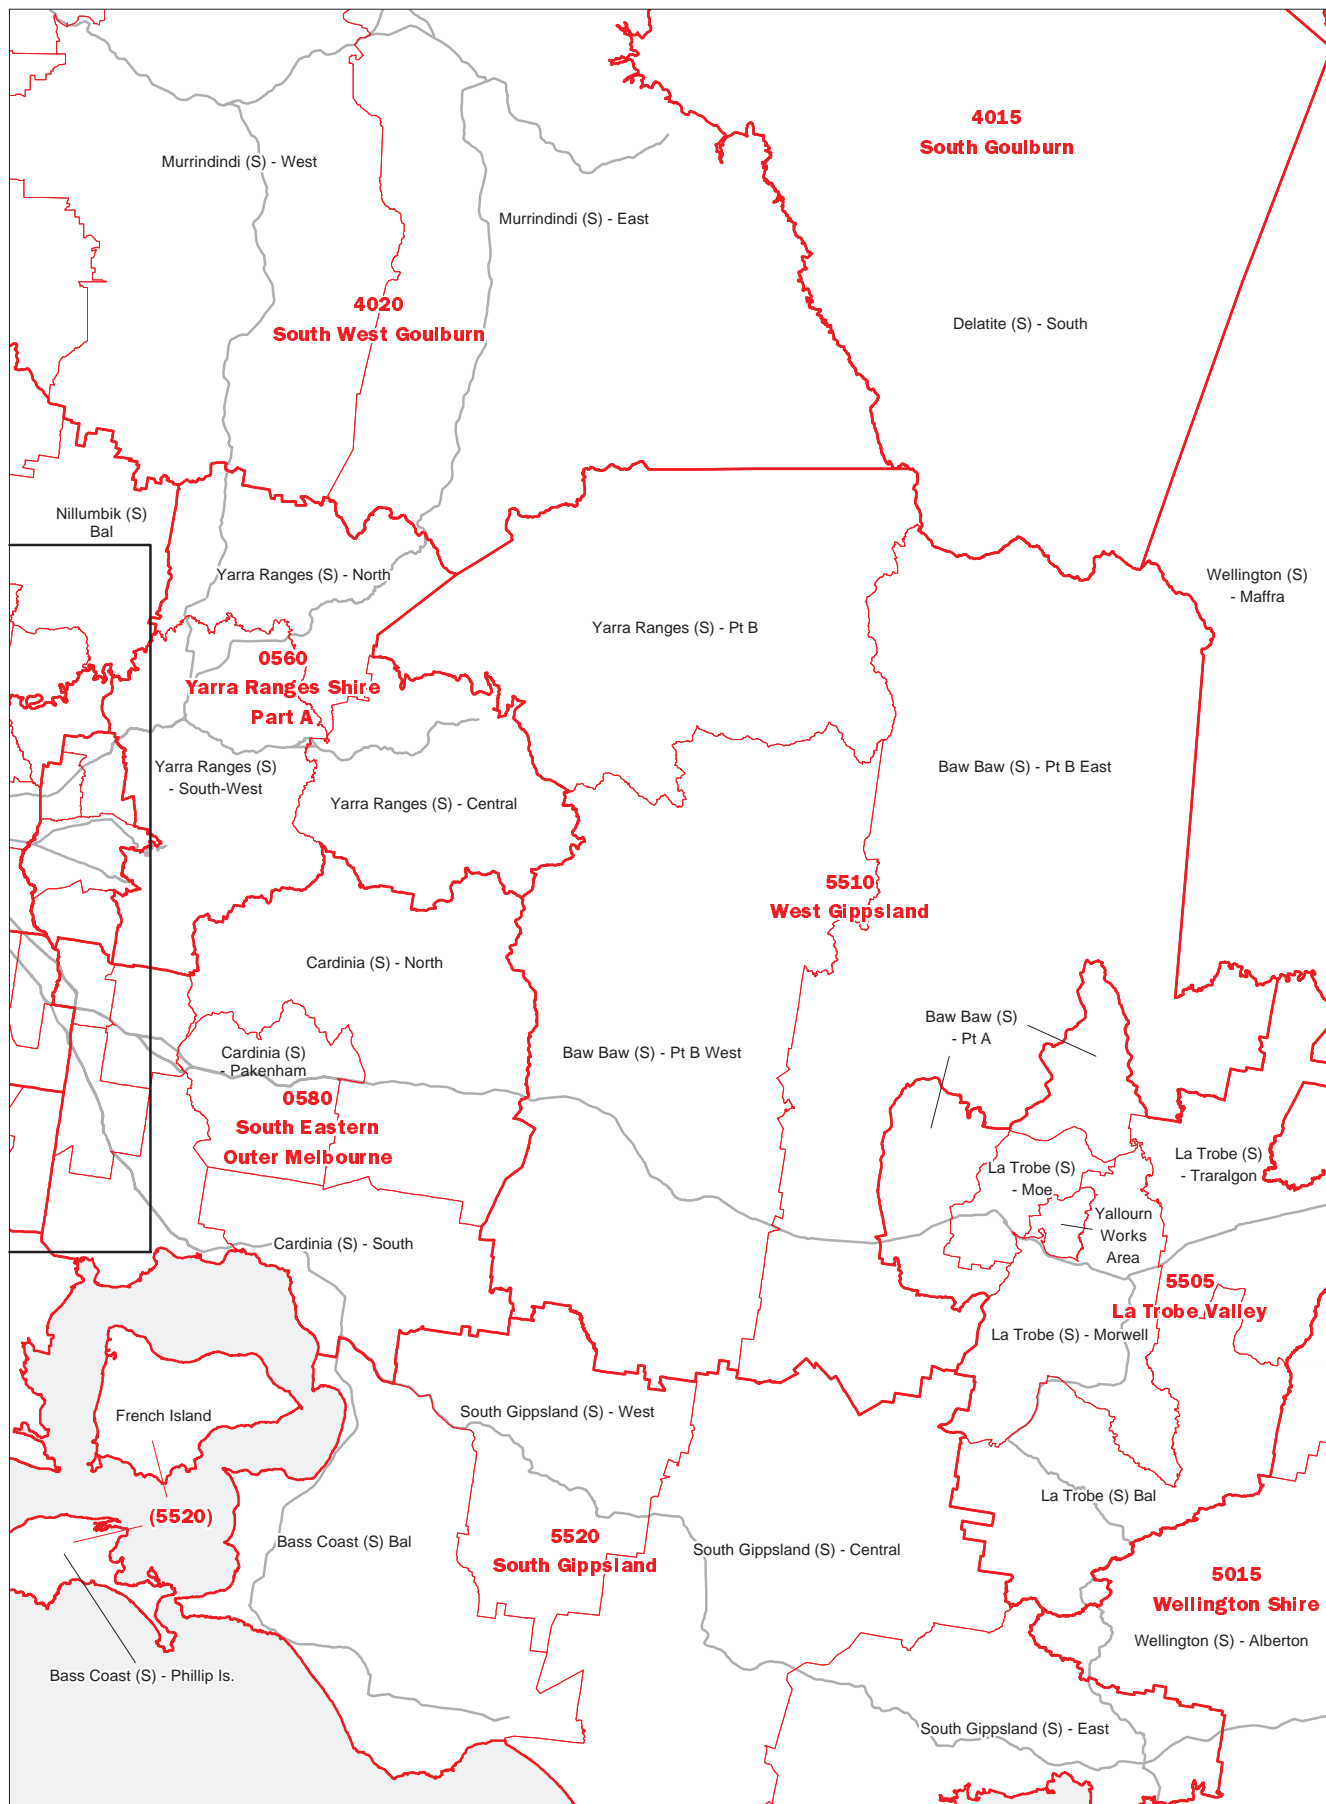 4015
South Goulburn
Murrindindi (S) - West
Murrindindi (S) - East
4020
South West Goulburn
Delatite (S) - South
Nillumbik (S)
Bal
Yarra Ranges (S) - North
Wellington (S)
- Maffra
Yarra Ranges (S) - Pt B
0560
Yarra Ranges Shire
Part A
Yarra Ranges (S)
- South-West
Baw Baw (S) - Pt B East
Yarra Ranges (S) - Central
5510
West Gippsland
Cardinia (S) - North
Baw Baw (S)
- Pt A
Cardinia (S)
- Pakenham
Baw Baw (S) - Pt B West
0580
South Eastern
Outer Melbourne
La Trobe (S)
- Moe
La Trobe (S)
- Traralgon
Yallourn
Works
Area
Cardinia (S) - South
5505
La Trobe Valley
La Trobe (S) - Morwell
French Island
South Gippsland (S) - West
La Trobe (S) Bal
(5520)
Bass Coast (S) Bal
5520
South Gippsland
South Gippsland (S) - Central
5015
Wellington Shire
Wellington (S) - Alberton
Bass Coast (S) - Phillip Is.
South Gippsland (S) - East